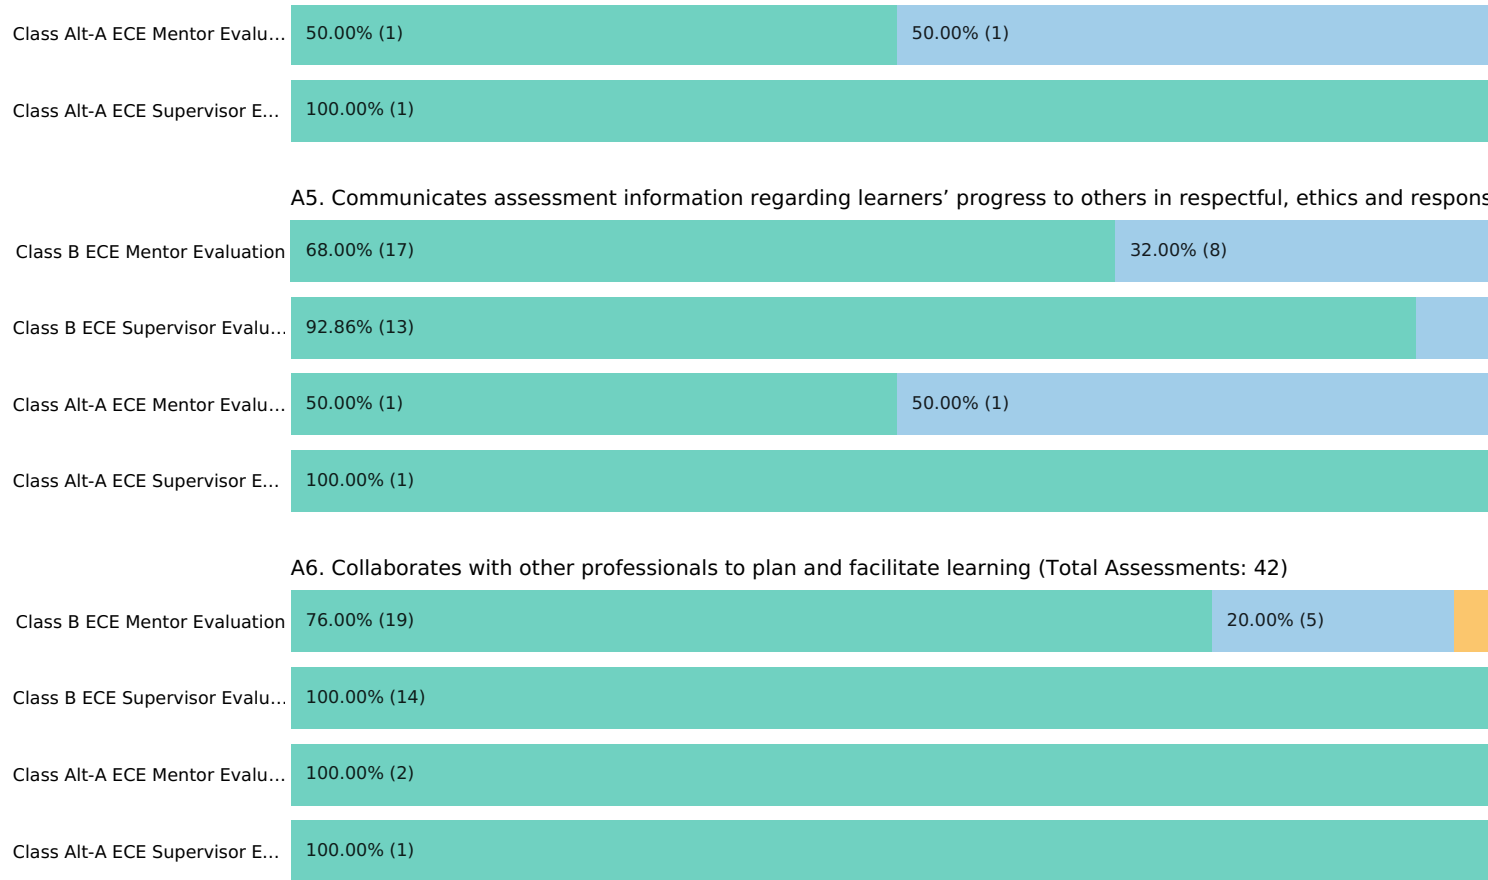 Class Alt-A ECE Mentor Evalu... 50.00% (1) 50.00% (1)
Class Alt-A ECE Supervisor E... 100.00% (1)
A5. Communicates assessment information regarding learners’ progress to others in respectful, ethics and respons
Class B ECE Mentor Evaluation 68.00% (17) 32.00% (8)
Class B ECE Supervisor Evalu... 92.86% (13)
Class Alt-A ECE Mentor Evalu... 50.00% (1) 50.00% (1)
Class Alt-A ECE Supervisor E... 100.00% (1)
A6. Collaborates with other professionals to plan and facilitate learning (Total Assessments: 42)
Class B ECE Mentor Evaluation 76.00% (19) 20.00% (5)
Class B ECE Supervisor Evalu... 100.00% (14)
Class Alt-A ECE Mentor Evalu... 100.00% (2)
Class Alt-A ECE Supervisor E... 100.00% (1)